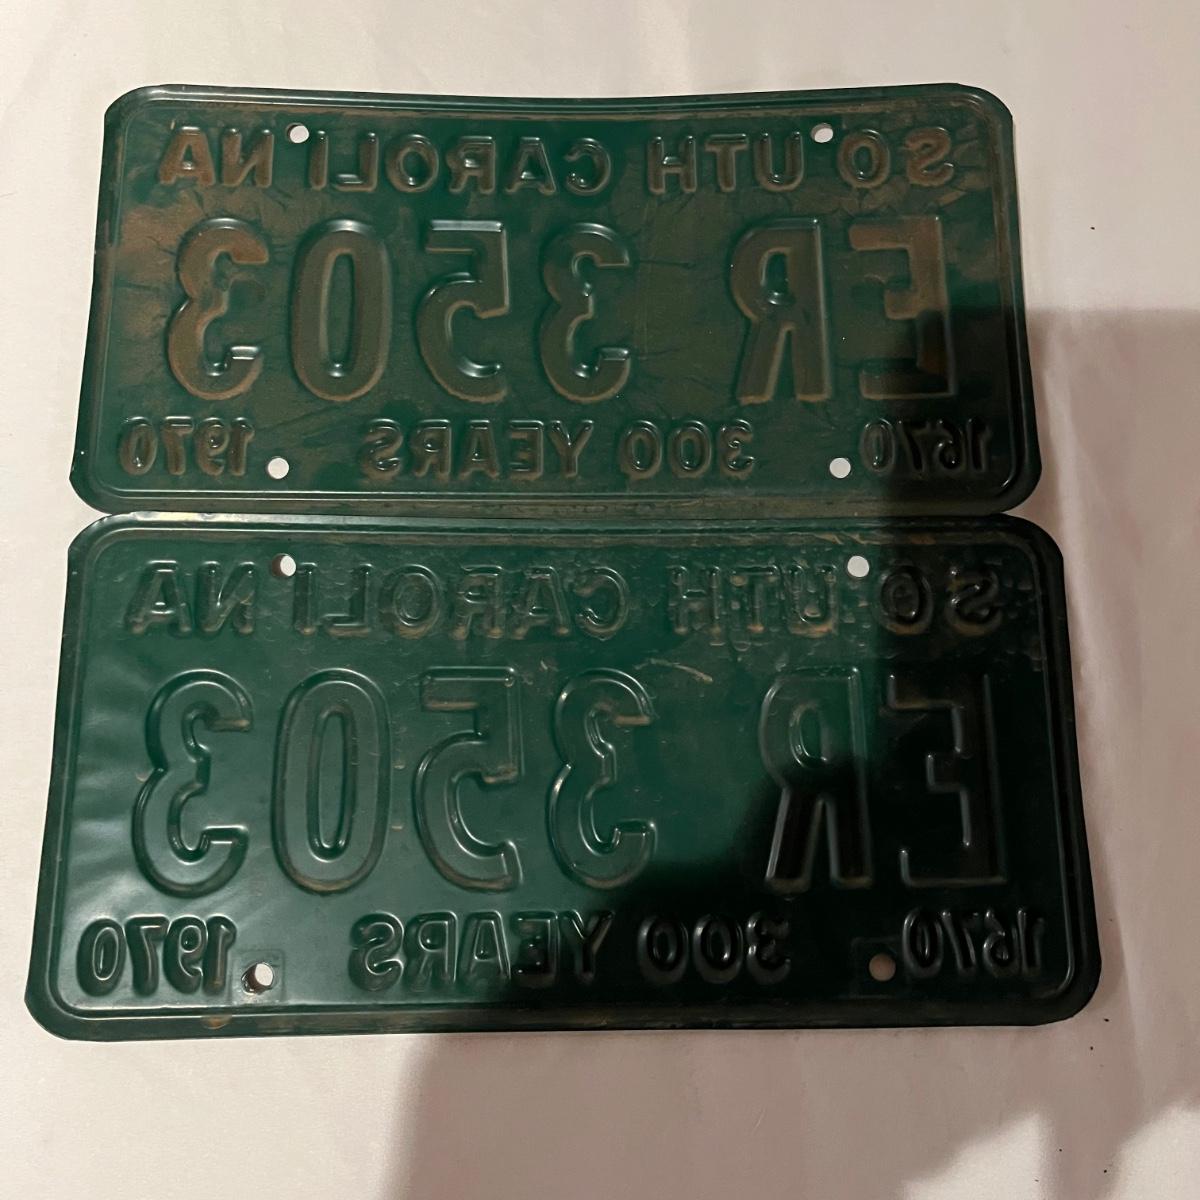 SOUTH CAROLINA
ER 3503
1670 300 YEARS 1970
SOUTH CAROLINA
ER 3503
1670 300 YEARS 1970